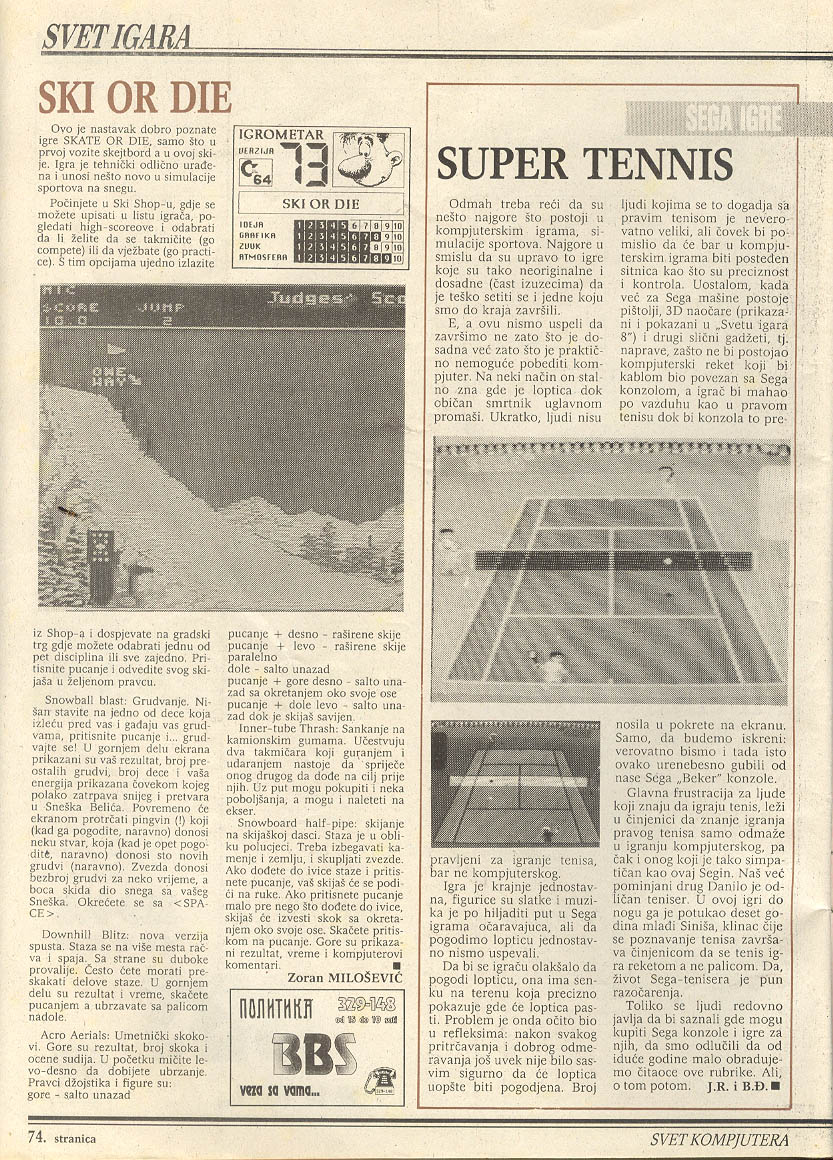 SVET IGARA
SKI OR DIE
Ovo je nastavak dobro poznate
igre SKATE OR DIE, samo što u
prvoj vozite skejtbord a u ovoj ski-
je. Igra je tehnički odlično urađe-
na i unosi nešto novo u simulacije
sportova na snegu.
Počinjete u Ski Shop-u, gdje se
možete upisati u listu igrača, po-
gledati high-scoreove i odabrati
da li želite da se takmičite (go
compete) ili da vježbate (go practi-
ce). S tim opcijama ujedno izlazite
IGROMETAR
VERZIJA
C 64
73
SKI OR DIE
IDEJA 1 2 3 4 5 6 7 8 9 10
GRAFIKA 1 2 3 4 5 6 7 8 9 10
ZVUK 1 2 3 4 5 6 7 8 9 10
ATMOSFERA 1 2 3 4 5 6 7 8 9 10
Judges
SCORE JUMP
10.0 2
ONE
WAY
iz Shop-a i dospjevate na gradski
trg gdje možete odabrati jednu od
pet disciplina ili sve zajedno. Pri-
tisnite pucanje i odvedite svog ski-
jaša u željenom pravcu.
Snowball blast: Grudvanje. Ni-
šan stavite na jedno od dece koja
izleću pred vas i gađaju vas grud-
vama, pritisnite pucanje i... grud-
vajte se! U gornjem delu ekrana
prikazani su vaš rezultat, broj pre-
ostalih grudvi, broj dece i vaša
energija prikazana čovekom kojeg
polako zatrpava snijeg i pretvara
u Sneška Belića. Povremeno će
ekranom protrčati pingvin (!) koji
(kad ga pogodite, naravno) donosi
neku stvar, koja (kad je opet pogo-
dite, naravno) donosi sto novih
grudvi (naravno). Zvezda donosi
bezbroj grudvi za neko vrijeme, a
boca skida dio snega sa vašeg
Sneška. Okrećete se sa <SPA-
CE>.
Downhill Blitz: nova verzija
spusta. Staza se na više mesta rač-
va i spaja. Sa strane su duboke
provalije. Često ćete morati pre-
skakati delove staze. U gornjem
delu su rezultat i vreme, skačete
pucanjem a ubrzavate sa palicom
nadole.
Acro Aerials: Umetnički skoko-
vi. Gore su rezultat, broj skoka i
ocene sudija. U početku mičite le-
vo-desno da dobijete ubrzanje.
Pravci džojstika i figure su:
gore - salto unazad
pucanje + desno - raširene skije
pucanje + levo - raširene skije
paralelno
dole - salto unazad
pucanje + gore desno - salto una-
zad sa okretanjem oko svoje ose
pucanje + dole levo - salto una-
zad dok je skijaš savijen.
Inner-tube Thrash: Sankanje na
kamionskim gumama. Učestvuju
dva takmičara koji guranjem i
udaranjem nastoje da spriječe
onog drugog da dođe na cilj prije
njih. Uz put mogu pokupiti i neka
poboljšanja, a mogu i naleteti na
ekser.
Snowboard half-pipe: skijanje
na skijaškoj dasci. Staza je u obli-
ku polucjeci. Treba izbegavati ka-
menje i zemlju, i skupljati zvezde.
Ako dođete do ivice staze i pritis-
nete pucanje, vaš skijaš će se podi-
ći na ruke. Ako pritisnete pucanje
malo pre nego što dođete do ivice,
skijaš će izvesti skok sa okreta-
njem oko svoje ose. Skačete pritis-
kom na pucanje. Gore su prikaza-
ni rezultat, vreme i kompjuterovi
komentari. ■
Zoran MILOŠEVIĆ
ПОЛИТИКА 329-148
od 15 do 10 sati
BBS
veza sa vama...
329-148
SEGA IGRE
SUPER TENNIS
Odmah treba reći da su
nešto najgore što postoji u
kompjuterskim igrama, si-
mulacije sportova. Najgore u
smislu da su upravo to igre
koje su tako neoriginalne i
dosadne (čast izuzecima) da
je teško setiti se i jedne koju
smo do kraja završili.
E, a ovu nismo uspeli da
završimo ne zato što je do-
sadna već zato što je praktič-
no nemoguće pobediti kom-
pjuter. Na neki način on stal-
no zna gde je loptica dok
običan smrtnik uglavnom
promaši. Ukratko, ljudi nisu
ljudi kojima se to dogadja sa
pravim tenisom je nevero-
vatno veliki, ali čovek bi po-
mislio da će bar u kompju-
terskim igrama biti pošteđen
sitnica kao što su preciznost
i kontrola. Uostalom, kada
već za Sega mašine postoje
pištolji, 3D naočare (prikaza-
ni i pokazani u „Svetu igara
8") i drugi slični gadžeti, tj.
naprave, zašto ne bi postojao
kompjuterski reket koji bi
kablom bio povezan sa Sega
konzolom, a igrač bi mahao
po vazduhu kao u pravom
tenisu dok bi konzola to pre-
pravljeni za igranje tenisa,
bar ne kompjuterskog.
Igra je krajnje jednostav-
na, figurice su slatke i muzi-
ka je po hiljaditi put u Sega
igrama očaravajuća, ali da
pogodimo lopticu jednostav-
no nismo uspevali.
Da bi se igraču olakšalo da
pogodi lopticu, ona ima sen-
ku na terenu koja precizno
pokazuje gde će loptica pas-
ti. Problem je onda očito bio
u refleksima: nakon svakog
pritrčavanja i dobrog odme-
ravanja još uvek nije bilo sas-
vim sigurno da će loptica
uopšte biti pogodjena. Broj
nosila u pokrete na ekranu.
Samo, da budemo iskreni:
verovatno bismo i tada isto
ovako urenebesno gubili od
naše Sega „Beker" konzole.
Glavna frustracija za ljude
koji znaju da igraju tenis, leži
u činjenici da znanje igranja
pravog tenisa samo odmaže
u igranju kompjuterskog, pa
čak i onog koji je tako simpa-
tičan kao ovaj Segin. Naš već
pominjani drug Danilo je od-
ličan teniser. U ovoj igri do
nogu ga je potukao deset go-
dina mlađi Siniša, klinac čije
se poznavanje tenisa završa-
va činjenicom da se tenis ig-
ra reketom a ne palicom. Da,
život Sega-tenisera je pun
razočarenja.
Toliko se ljudi redovno
javlja da bi saznali gde mogu
kupiti Sega konzole i igre za
njih, da smo odlučili da od
iduće godine malo obraduje-
mo čitaoce ove rubrike. Ali,
o tom potom. J.R. i B.Đ. ■
74. stranica
SVET KOMPJUTERA